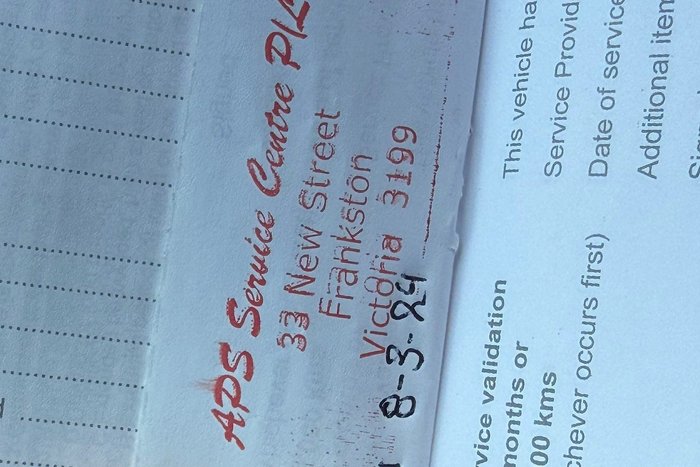 APS Service Centre P/L
33 New Street
Frankston
Victoria 3199
8-3-24
This vehicle ha
Service Provid
Date of service
Additional item
vice validation
months or
00 kms
chever occurs first)